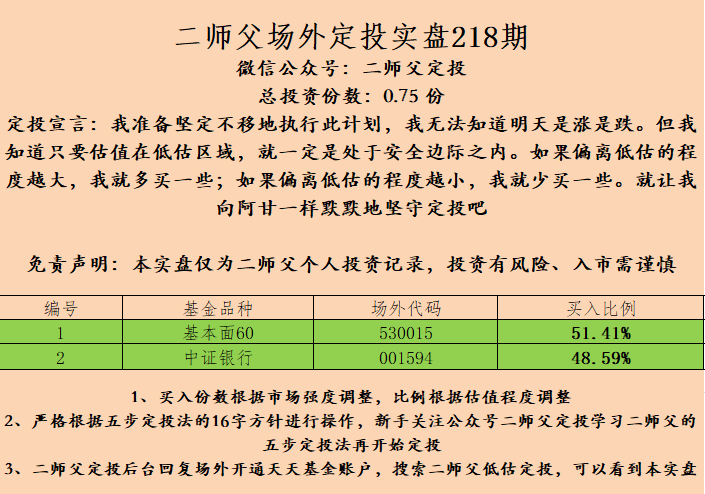 二师父场外定投实盘218期
微信公众号：二师父定投
总投资份数：0.75 份
定投宣言：我准备坚定不移地执行此计划，我无法知道明天是涨是跌。但我
知道只要估值在低估区域，就一定是处于安全边际之内。如果偏离低估的程
度越大，我就多买一些；如果偏离低估的程度越小，我就少买一些。就让我
向阿甘一样默默地坚守定投吧
免责声明：本实盘仅为二师父个人投资记录，投资有风险、入市需谨慎
编号 基金品种 场外代码 买入比例
1 基本面60 530015 51.41%
2 中证银行 001594 48.59%
1、买入份数根据市场强度调整，比例根据估值程度调整
2、严格根据五步定投法的16字方针进行操作，新手关注公众号二师父定投学习二师父的
五步定投法再开始定投
3、二师父定投后台回复场外开通天天基金账户，搜索二师父低估定投，可以看到本实盘